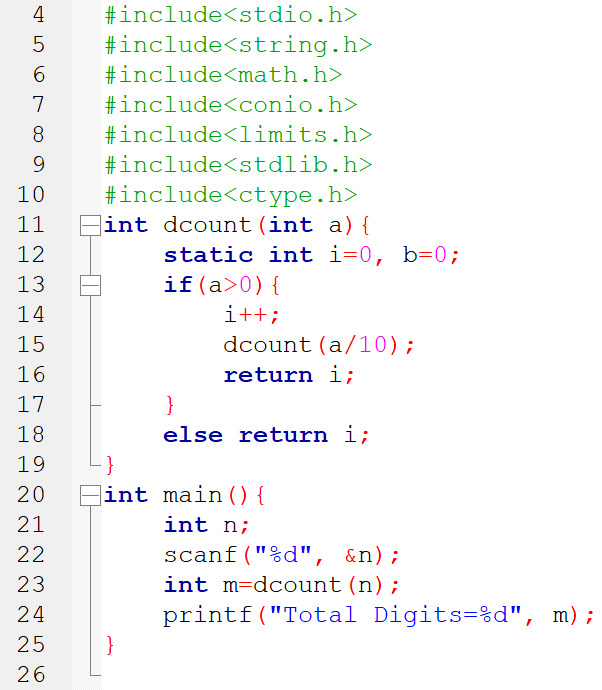 4 #include<stdio.h>
5 #include<string.h>
6 #include<math.h>
7 #include<conio.h>
8 #include<limits.h>
9 #include<stdlib.h>
10 #include<ctype.h>
11 int dcount(int a){
12 static int i=0, b=0;
13 if(a>0){
14 i++;
15 dcount(a/10);
16 return i;
17 }
18 else return i;
19 }
20 int main(){
21 int n;
22 scanf("%d", &n);
23 int m=dcount(n);
24 printf("Total Digits=%d", m);
25 }
26